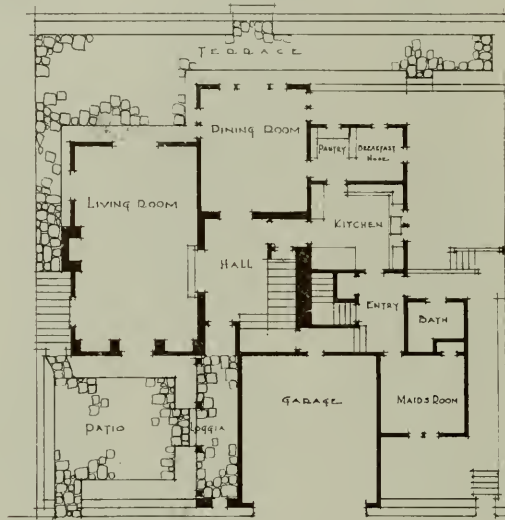 TERRACE
DINING ROOM
PANTRY
BREAKFAST NOOK
LIVING ROOM
KITCHEN
HALL
ENTRY
BATH
GARAGE
MAIDS ROOM
PATIO
LOGGIA